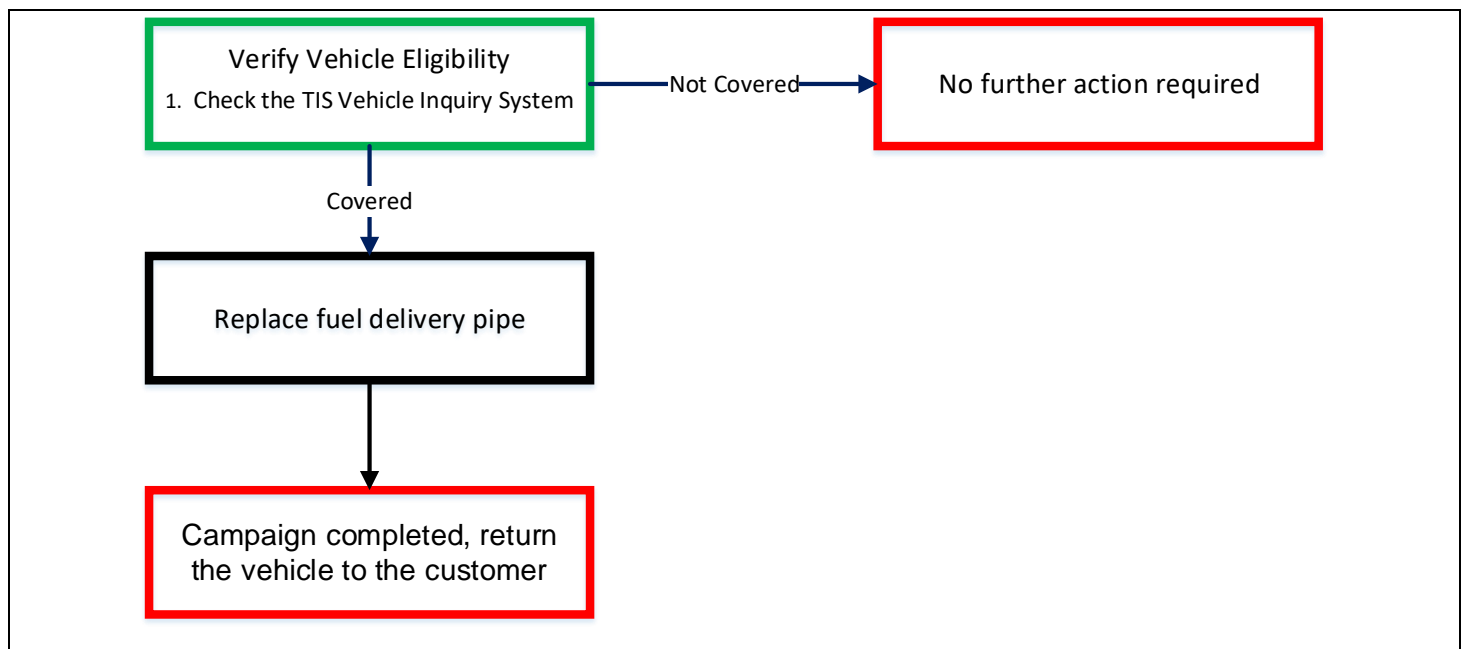 Verify Vehicle Eligibility
1. Check the TIS Vehicle Inquiry System
Not Covered
No further action required
Covered
Replace fuel delivery pipe
Campaign completed, return
the vehicle to the customer